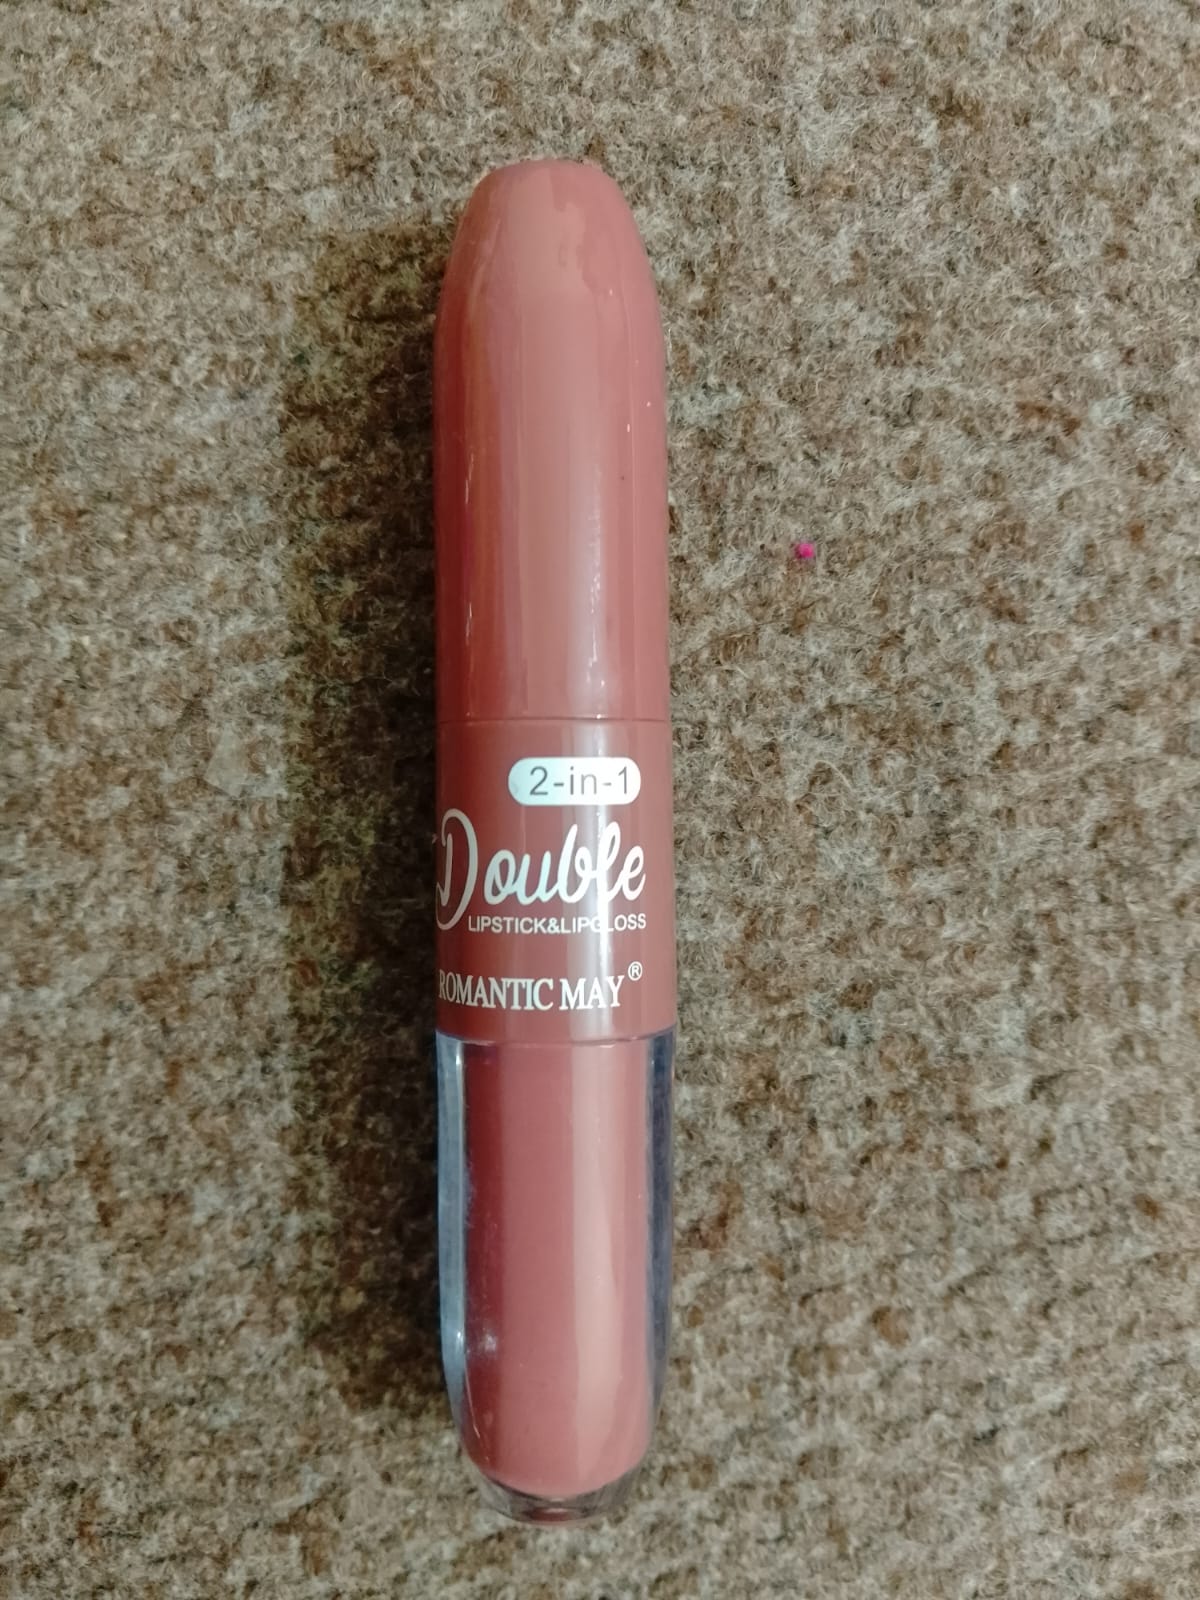 2-in-1
Double
LIPSTICK&LIPGLOSS
ROMANTIC MAY®